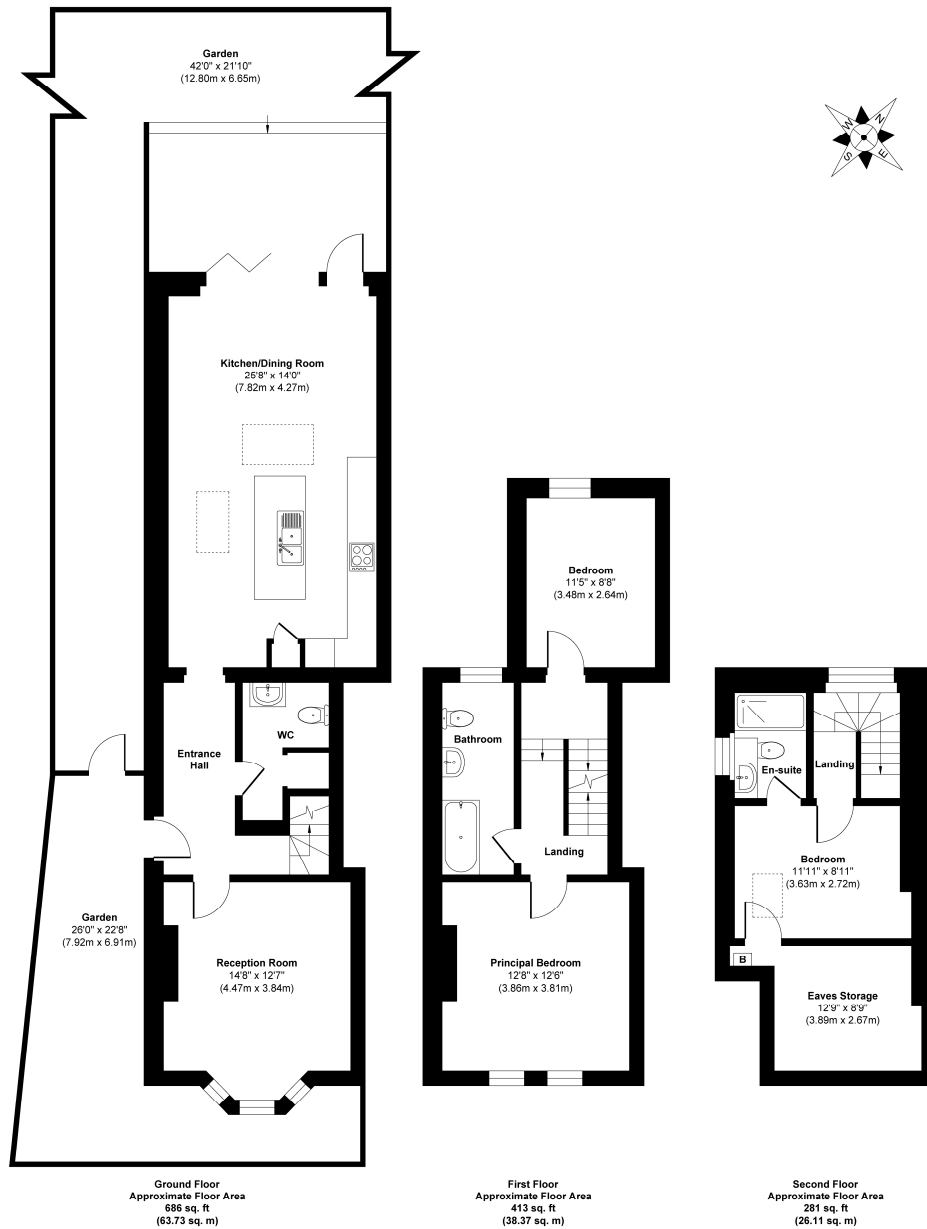 Garden
42'0" x 21'10"
(12.80m x 6.65m)
N
W
E
S
Kitchen/Dining Room
25'8" x 14'0"
(7.82m x 4.27m)
Bedroom
11'5" x 8'8"
(3.48m x 2.64m)
WC
Entrance
Hall
Bathroom
Landing
En-suite
Landing
Bedroom
11'11" x 8'11"
(3.63m x 2.72m)
Garden
26'0" x 22'8"
(7.92m x 6.91m)
Reception Room
14'8" x 12'7"
(4.47m x 3.84m)
Principal Bedroom
12'8" x 12'6"
(3.86m x 3.81m)
B
Eaves Storage
12'9" x 8'9"
(3.89m x 2.67m)
Ground Floor
Approximate Floor Area
686 sq. ft
(63.73 sq. m)
First Floor
Approximate Floor Area
413 sq. ft
(38.37 sq. m)
Second Floor
Approximate Floor Area
281 sq. ft
(26.11 sq. m)